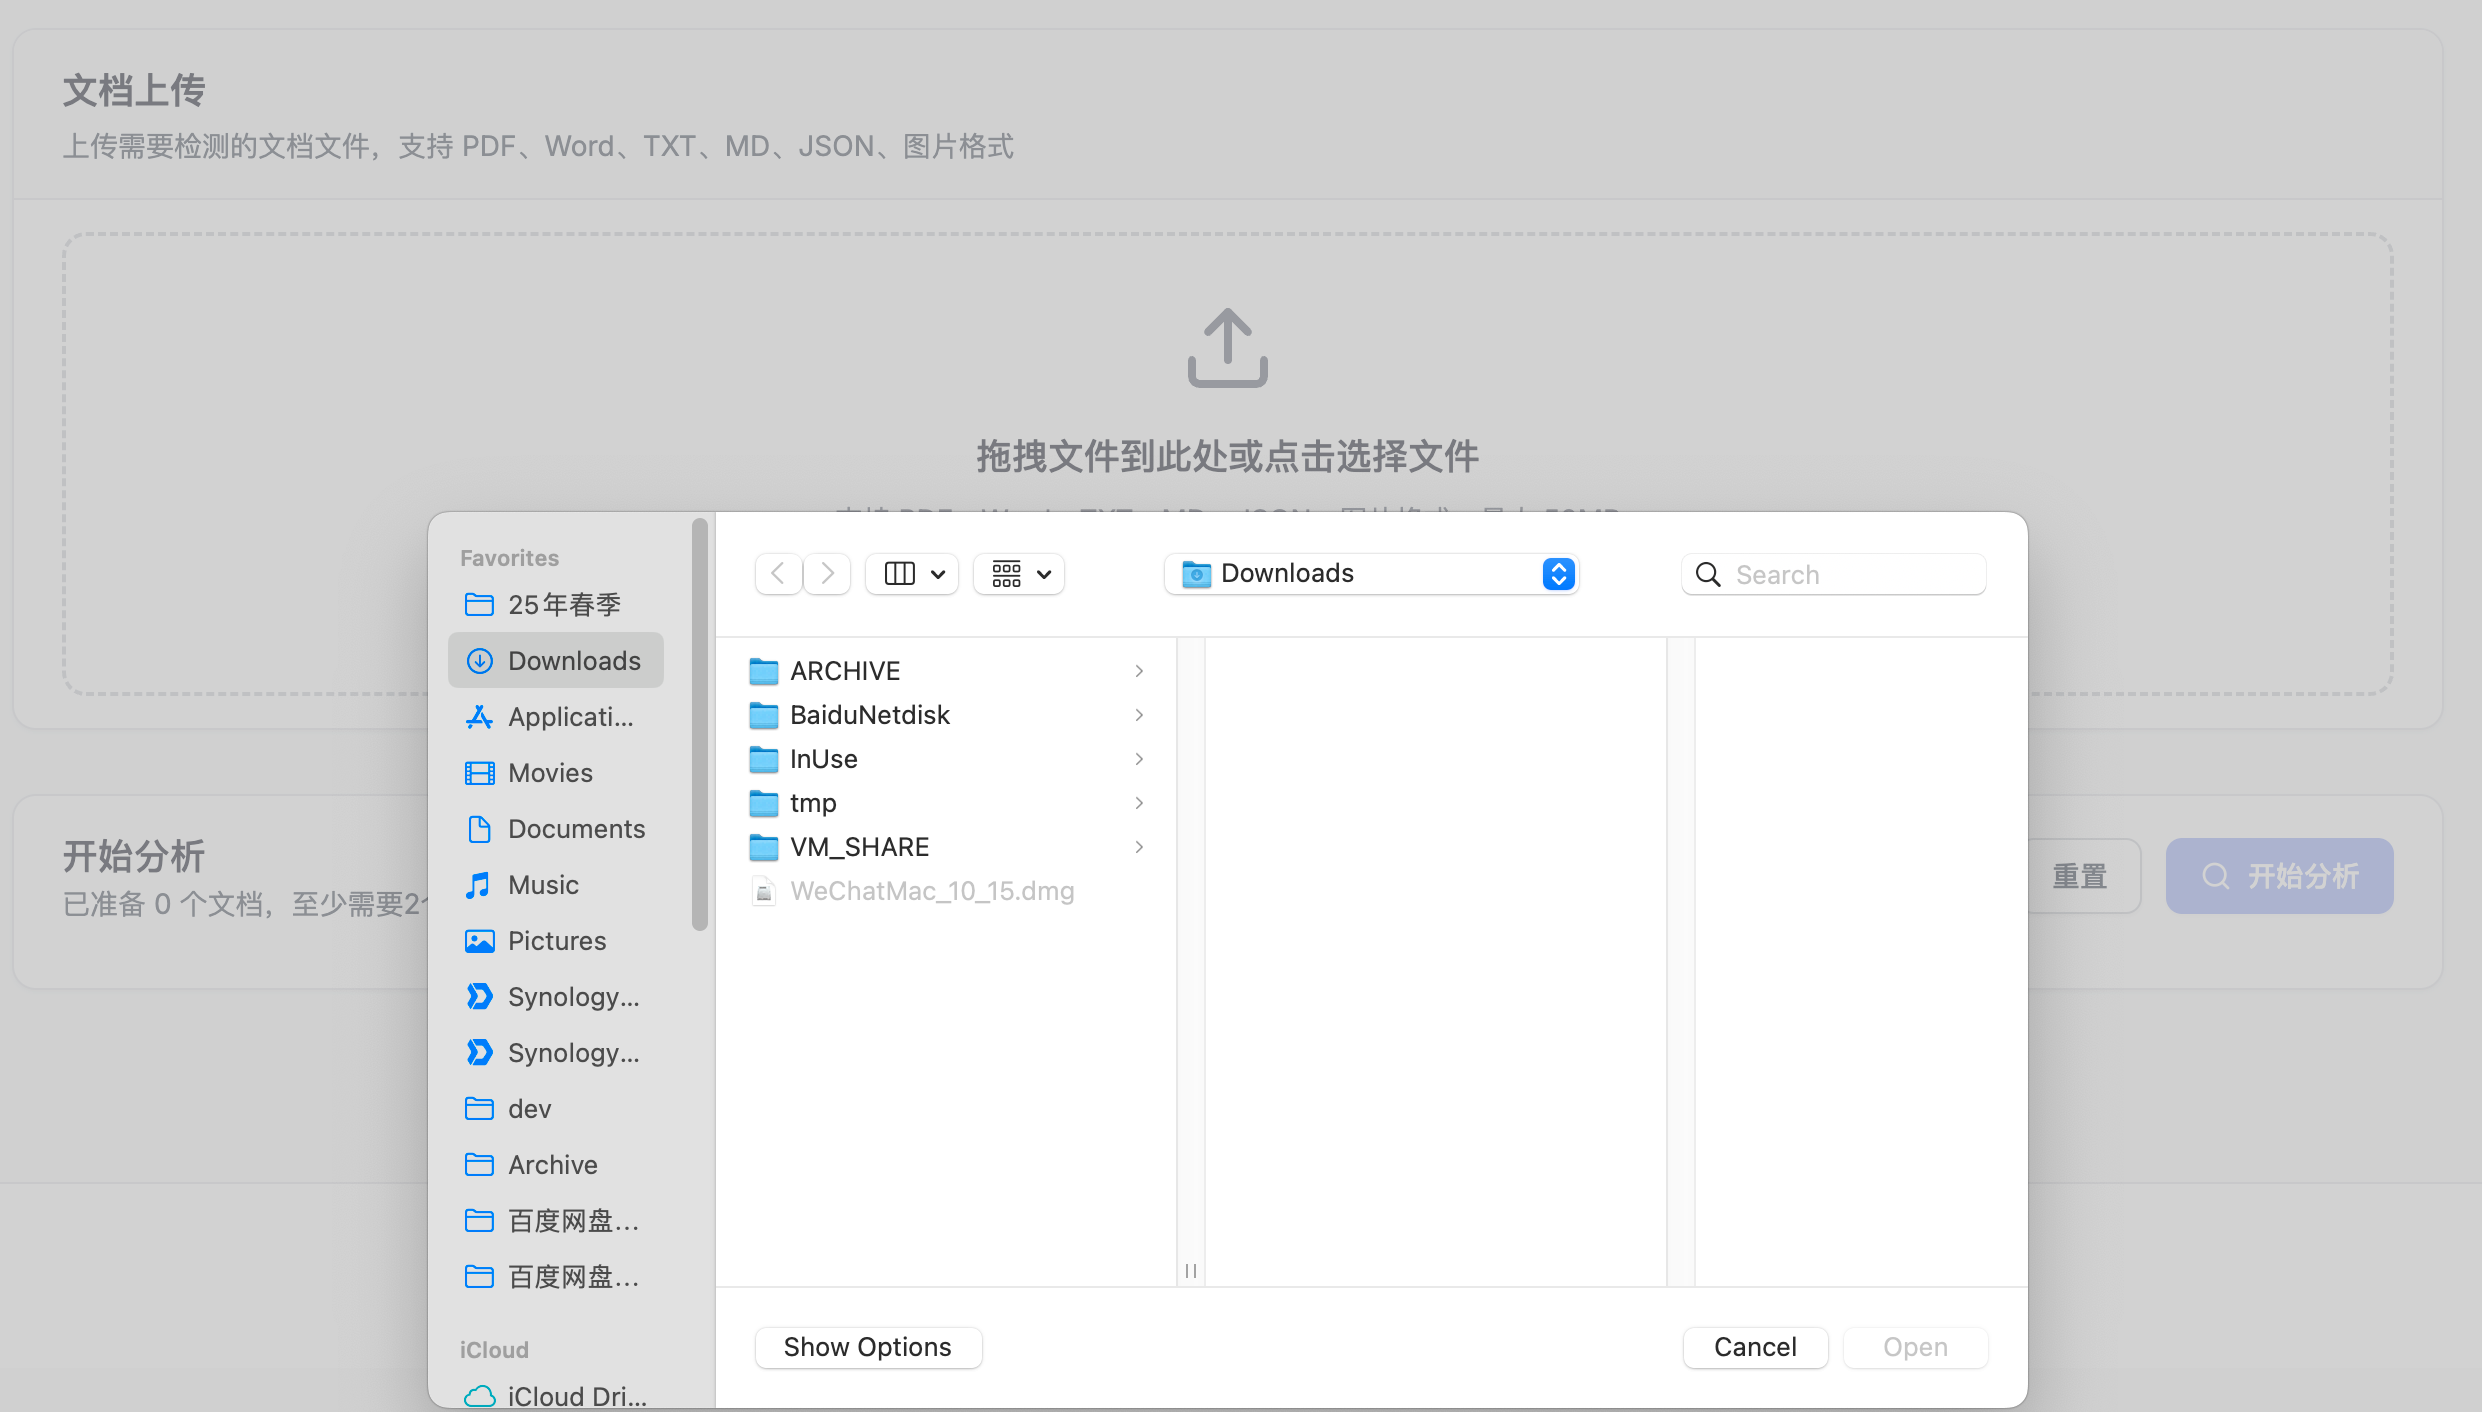 文档上传
上传需要检测的文档文件，支持 PDF、Word、TXT、MD、JSON、图片格式
拖拽文件到此处或点击选择文件
Favorites
25年春季
Downloads
Applicati...
Movies
Documents
Music
Pictures
Synology...
Synology...
dev
Archive
百度网盘...
百度网盘...
iCloud
iCloud Dri...
Downloads
Search
ARCHIVE
BaiduNetdisk
InUse
tmp
VM_SHARE
WeChatMac_10_15.dmg
Show Options
Cancel
Open
开始分析
已准备 0 个文档，至少需要2
重置
开始分析